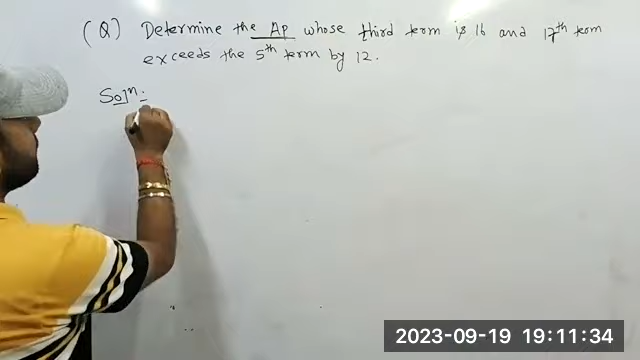 (Q) Determine the Ap whose third term is 16 and 17th term
exceeds the 5th term by 12.
Soln:
2023-09-19 19:11:34